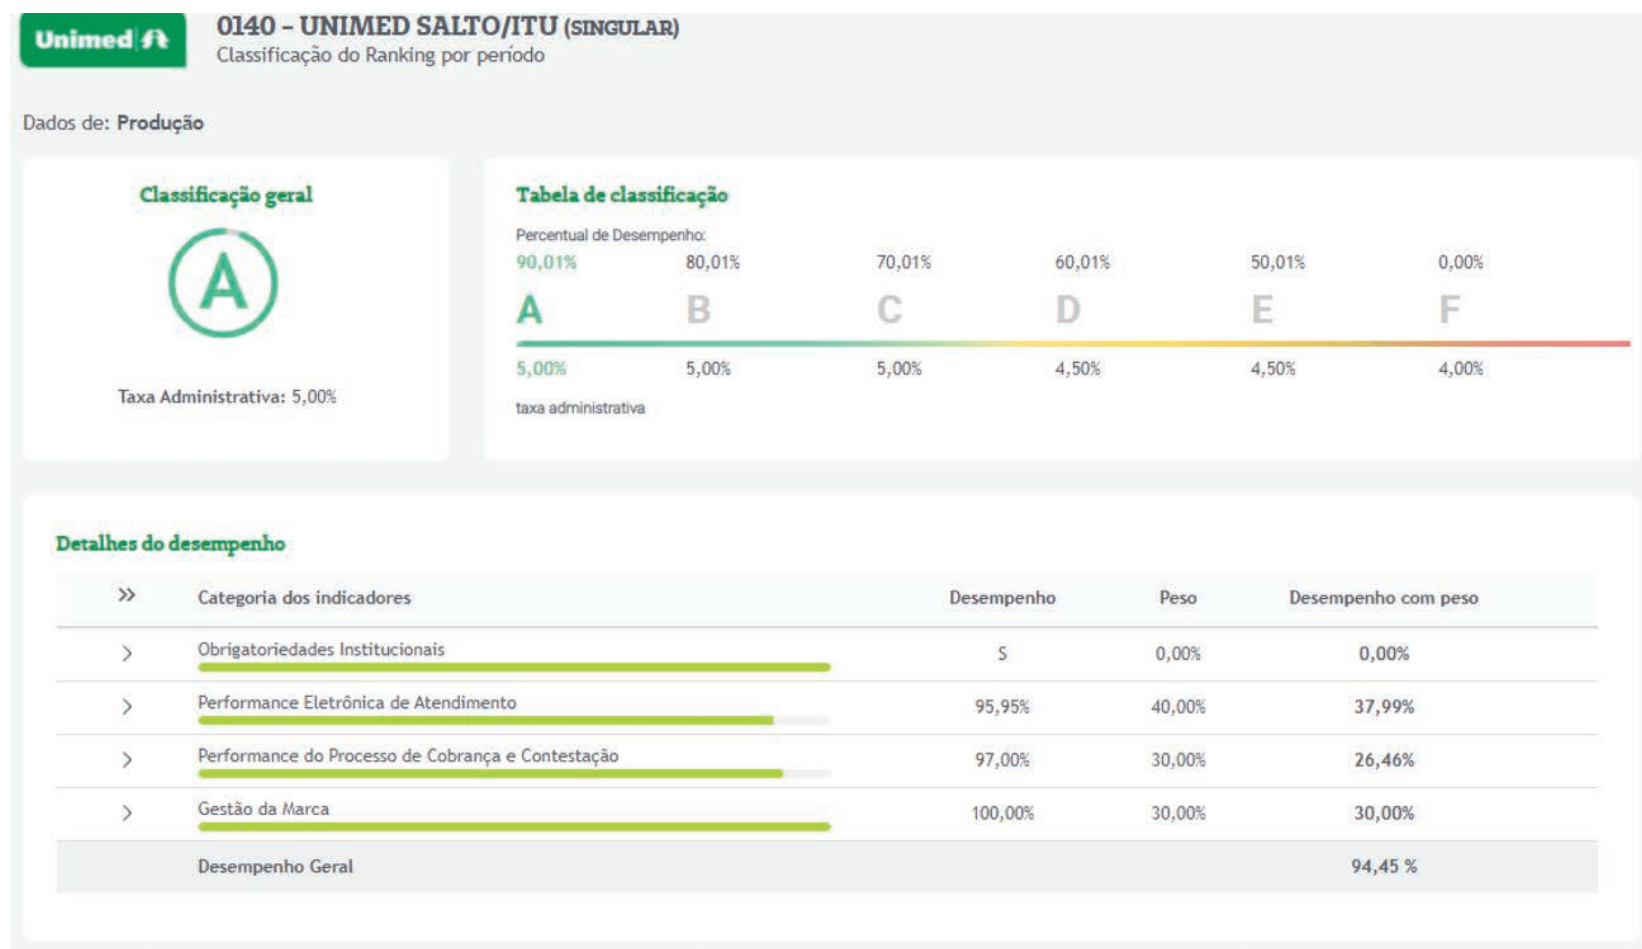 Unimed
0140 - UNIMED SALTO/ITU (SINGULAR)
Classificação do Ranking por período
Dados de: Produção
Classificação geral
A
Taxa Administrativa: 5,00%
Tabela de classificação
Percentual de Desempenho:
90,01% 80,01% 70,01% 60,01% 50,01% 0,00%
A B C D E F
5,00% 5,00% 5,00% 4,50% 4,50% 4,00%
taxa administrativa
Detalhes do desempenho
>> Categoria dos indicadores Desempenho Peso Desempenho com peso
> Obrigatoriedades Institucionais S 0,00% 0,00%
> Performance Eletrônica de Atendimento 95,95% 40,00% 37,99%
> Performance do Processo de Cobrança e Contestação 97,00% 30,00% 26,46%
> Gestão da Marca 100,00% 30,00% 30,00%
Desempenho Geral 94,45 %